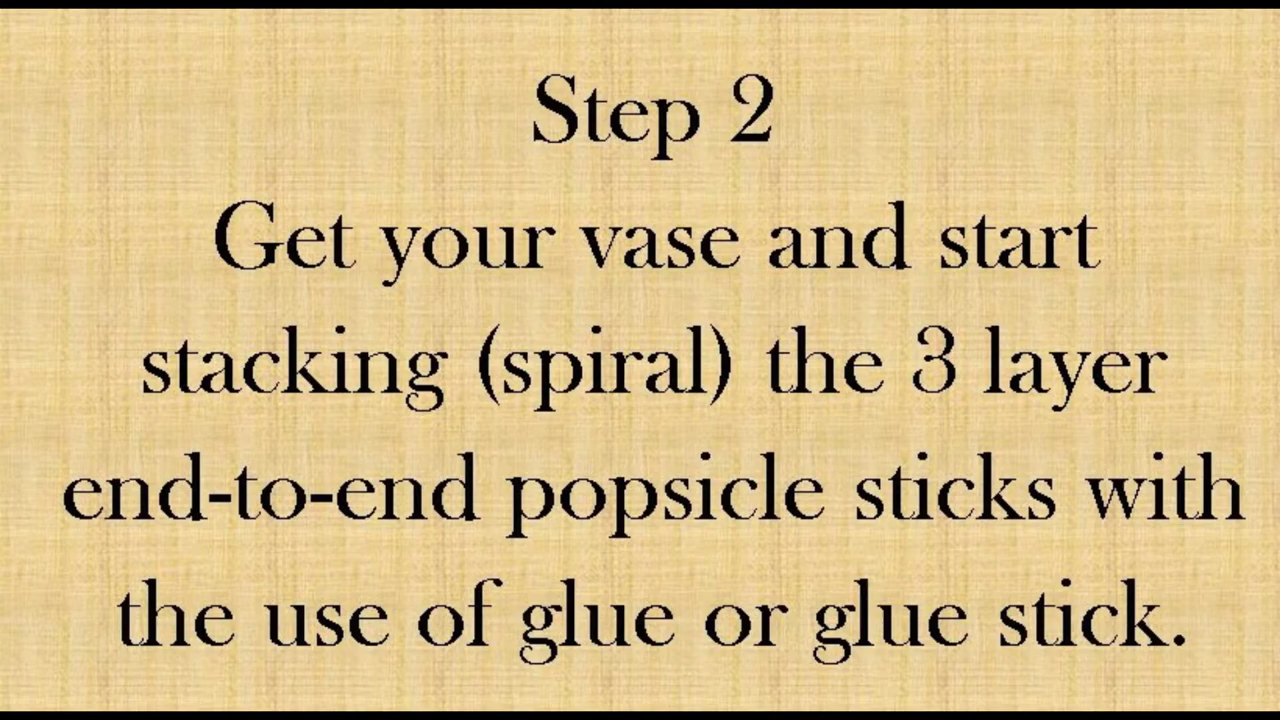 Step 2
Get your vase and start
stacking (spiral) the 3 layer
end-to-end popsicle sticks with
the use of glue or glue stick.